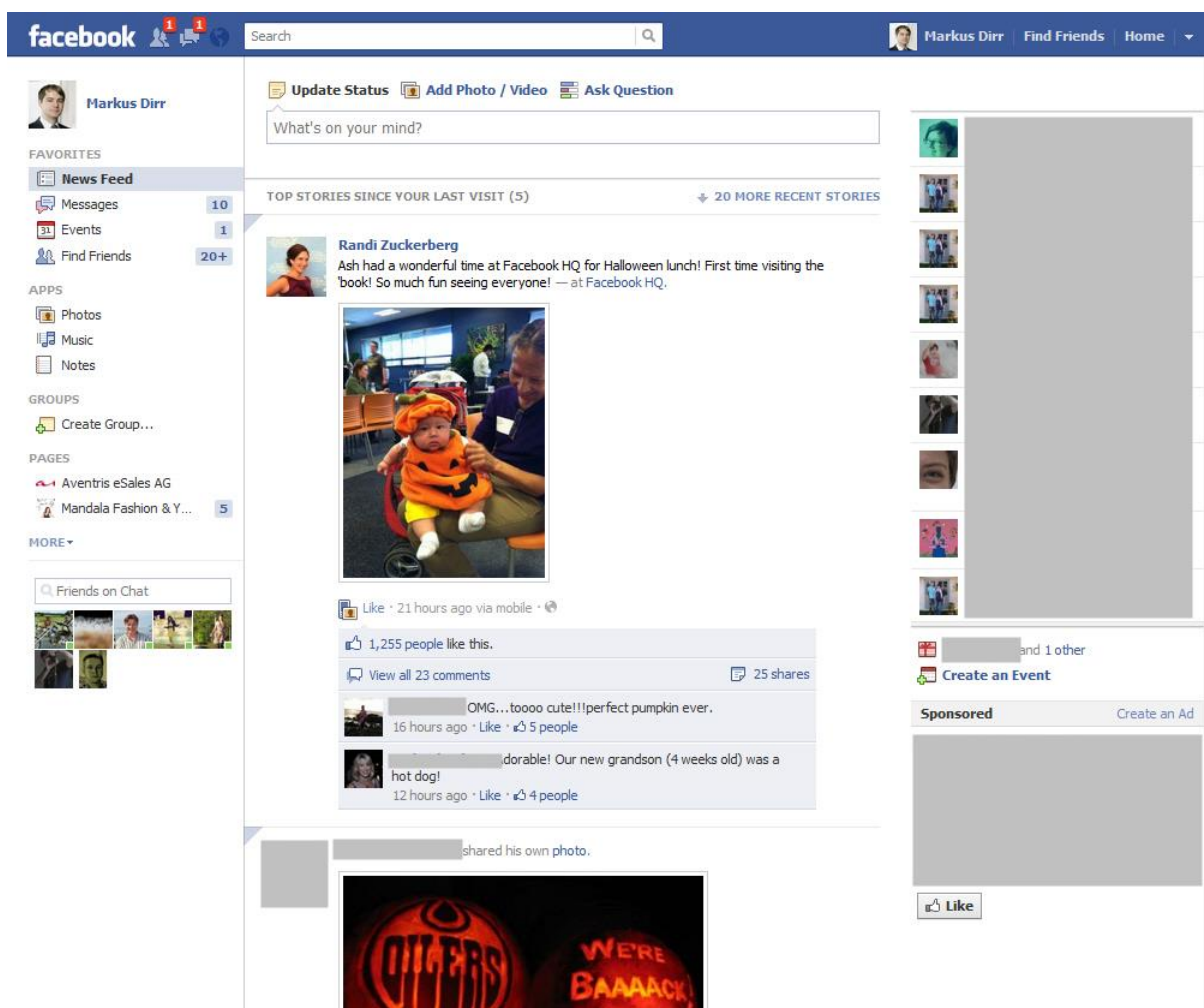 facebook
1
1
Search
Markus Dirr
Find Friends
Home
Markus Dirr
FAVORITES
News Feed
Messages 10
31 Events 1
Find Friends 20+
APPS
Photos
Music
Notes
GROUPS
Create Group...
PAGES
Aventris eSales AG
Mandala Fashion & Y... 5
MORE
Friends on Chat
Update Status Add Photo / Video Ask Question
What's on your mind?
TOP STORIES SINCE YOUR LAST VISIT (5) 20 MORE RECENT STORIES
Randi Zuckerberg
Ash had a wonderful time at Facebook HQ for Halloween lunch! First time visiting the
'book! So much fun seeing everyone! — at Facebook HQ.
Like · 21 hours ago via mobile ·
1,255 people like this.
View all 23 comments 25 shares
OMG...toooo cute!!!perfect pumpkin ever.
16 hours ago · Like · 5 people
dorable! Our new grandson (4 weeks old) was a
hot dog!
12 hours ago · Like · 4 people
shared his own photo.
OILERS
WE'RE
BAAAACK
and 1 other
Create an Event
Sponsored Create an Ad
Like